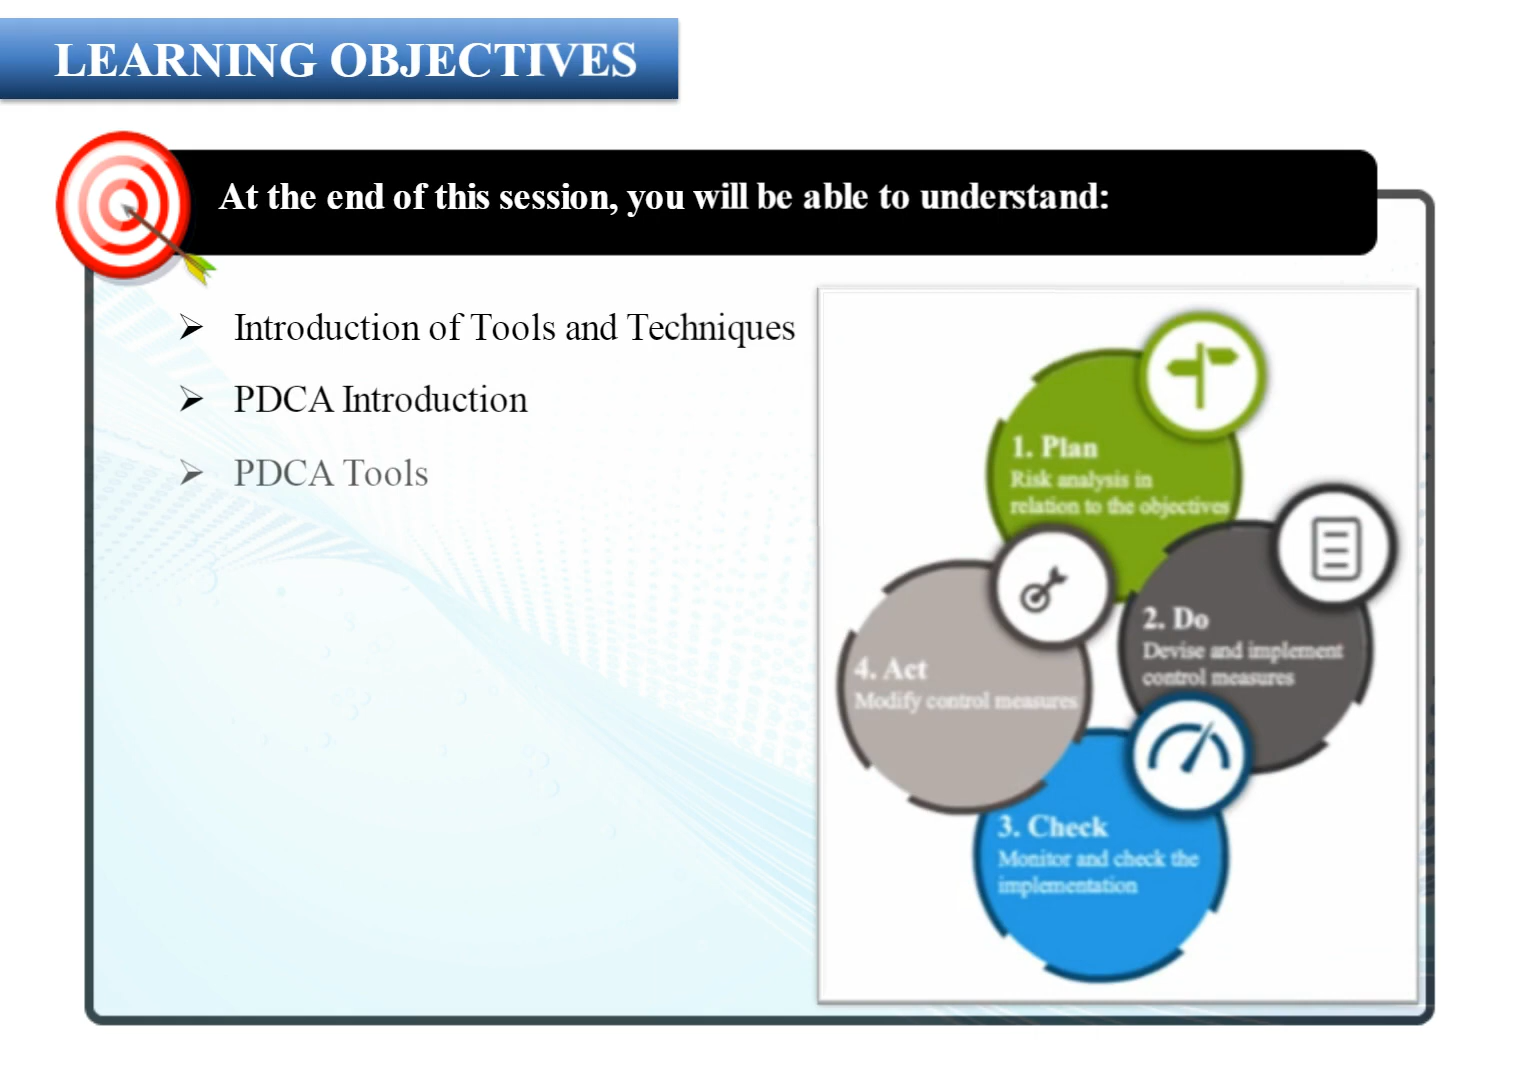 LEARNING OBJECTIVES
At the end of this session, you will be able to understand:
➢ Introduction of Tools and Techniques
➢ PDCA Introduction
➢ PDCA Tools
1. Plan
Risk analysis in
relation to the objectives
2. Do
Devise and implement
control measures
3. Check
Monitor and check the
implementation
4. Act
Modify control measures